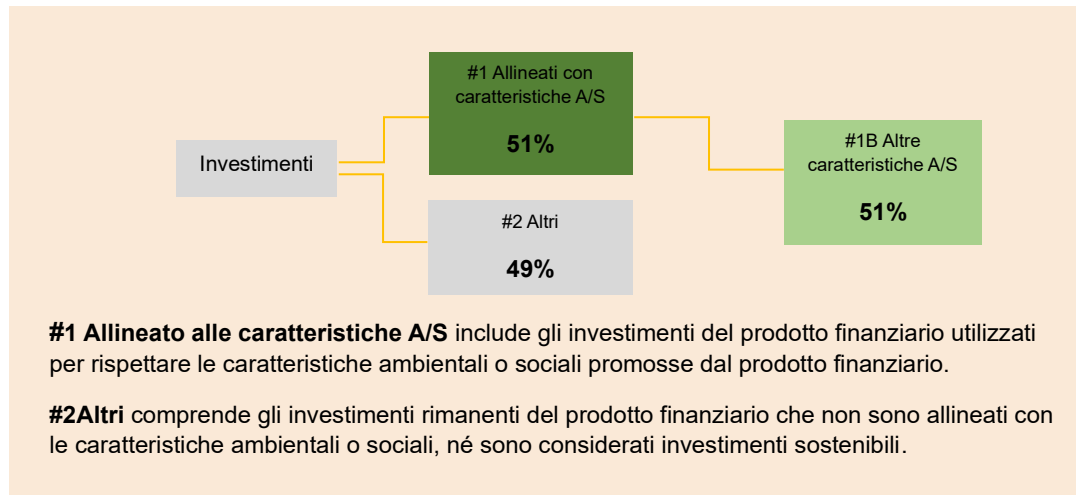 #1 Allineati con
caratteristiche A/S
51%
Investimenti
#1B Altre
caratteristiche A/S
51%
#2 Altri
49%
#1 Allineato alle caratteristiche A/S include gli investimenti del prodotto finanziario utilizzati
per rispettare le caratteristiche ambientali o sociali promosse dal prodotto finanziario.
#2Altri comprende gli investimenti rimanenti del prodotto finanziario che non sono allineati con
le caratteristiche ambientali o sociali, né sono considerati investimenti sostenibili.